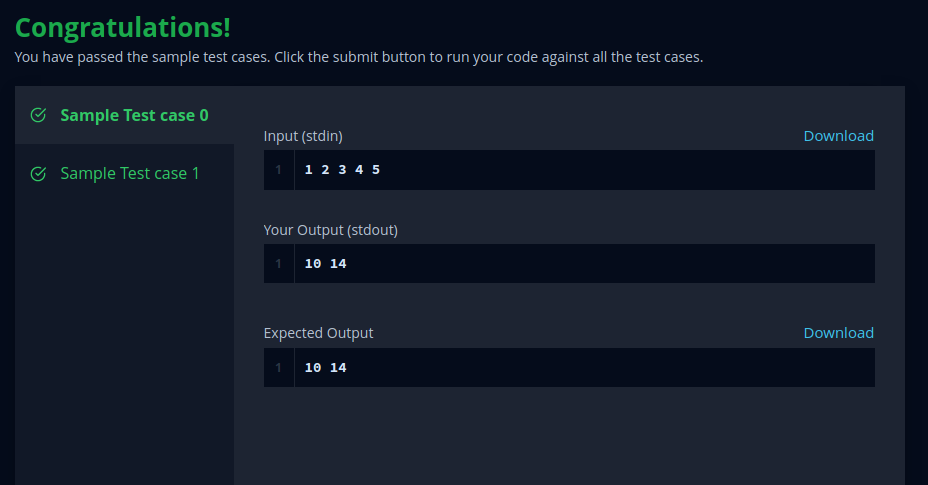 Congratulations!
You have passed the sample test cases. Click the submit button to run your code against all the test cases.
Sample Test case 0
Sample Test case 1
Input (stdin)
Download
1
1 2 3 4 5
Your Output (stdout)
1
10 14
Expected Output
Download
1
10 14